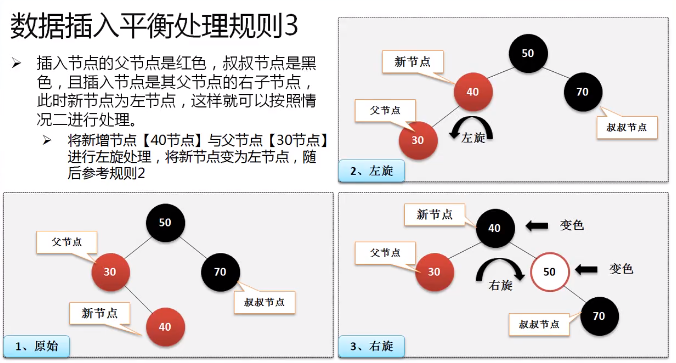 数据插入平衡处理规则3
插入节点的父节点是红色，叔叔节点是黑
色，且插入节点是其父节点的右子节点，
此时新节点为左节点，这样就可以按照情
况二进行处理。
将新增节点【40节点】与父节点【30节点】
进行左旋处理，将新节点变为左节点，随
后参考规则2
50
新节点
40
70
父节点
30
左旋
叔叔节点
2、左旋
50
父节点
30
70
新节点
40
叔叔节点
1、原始
新节点
40
变色
父节点
30
右旋
50
变色
叔叔节点
70
3、右旋